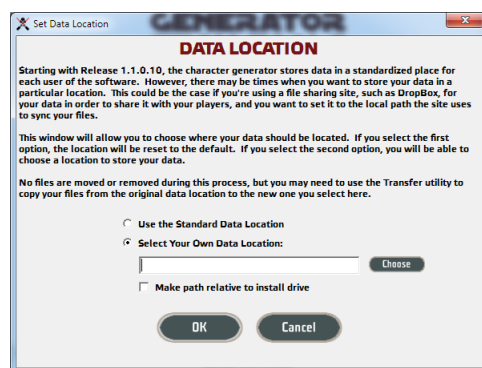 Set Data Location
GENERATOR
DATA LOCATION
Starting with Release 1.1.0.10, the character generator stores data in a standardized place for
each user of the software. However, there may be times when you want to store your data in a
particular location. This could be the case if you're using a file sharing site, such as DropBox, for
your data in order to share it with your players, and you want to set it to the local path the site uses
to sync your files.
This window will allow you to choose where your data should be located. If you select the first
option, the location will be reset to the default. If you select the second option, you will be able to
choose a location to store your data.
No files are moved or removed during this process, but you may need to use the Transfer utility to
copy your files from the original data location to the new one you select here.
Use the Standard Data Location
Select Your Own Data Location:
Choose
Make path relative to install drive
OK Cancel